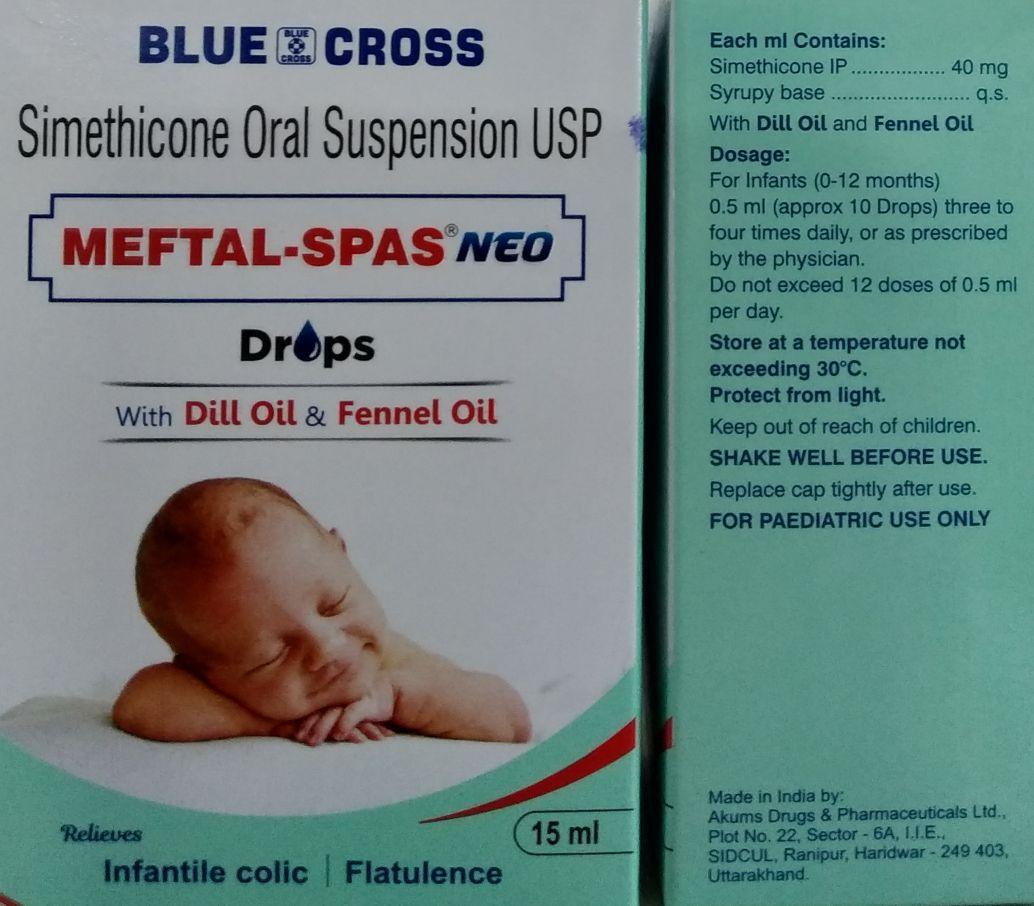 BLUE BLUE CROSS CROSS
Simethicone Oral Suspension USP
MEFTAL-SPAS® NEO
Drops
With Dill Oil & Fennel Oil
Relieves
15 ml
Infantile colic | Flatulence
Each ml Contains:
Simethicone IP ................. 40 mg
Syrupy base ......................... q.s.
With Dill Oil and Fennel Oil
Dosage:
For Infants (0-12 months)
0.5 ml (approx 10 Drops) three to
four times daily, or as prescribed
by the physician.
Do not exceed 12 doses of 0.5 ml
per day.
Store at a temperature not
exceeding 30°C.
Protect from light.
Keep out of reach of children.
SHAKE WELL BEFORE USE.
Replace cap tightly after use.
FOR PAEDIATRIC USE ONLY
Made in India by:
Akums Drugs & Pharmaceuticals Ltd.,
Plot No. 22, Sector - 6A, I.I.E.,
SIDCUL, Ranipur, Haridwar - 249 403,
Uttarakhand.